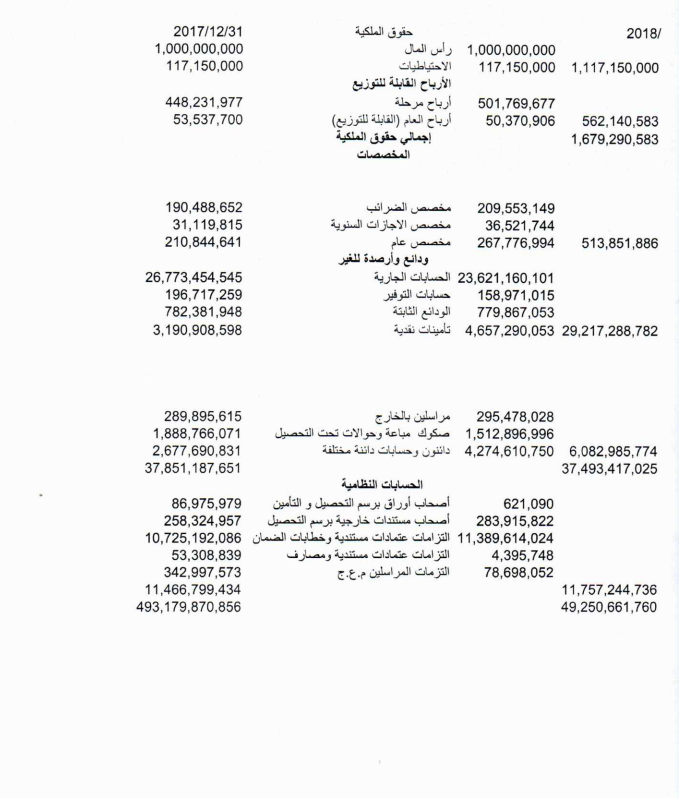 2018/ حقوق الملكية 2017/12/31
1,000,000,000 رأس المال 1,000,000,000
1,117,150,000 117,150,000 الاحتياطيات 117,150,000
الأرباح القابلة للتوزيع
501,769,677 أرباح مرحلة 448,231,977
562,140,583 50,370,906 أرباح العام (القابلة للتوزيع) 53,537,700
1,679,290,583 إجمالي حقوق الملكية
المخصصات
209,553,149 مخصص الضرائب 190,488,652
36,521,744 مخصص الاجازات السنوية 31,119,815
513,851,886 267,776,994 مخصص عام 210,844,641
ودائع وأرصدة للغير
23,621,160,101 الحسابات الجارية 26,773,454,545
158,971,015 حسابات التوفير 196,717,259
779,867,053 الودائع الثابتة 782,381,948
29,217,288,782 4,657,290,053 تأمينات نقدية 3,190,908,598
295,478,028 مراسلين بالخارج 289,895,615
1,512,896,996 صكوك مباعة وحوالات تحت التحصيل 1,888,766,071
6,082,985,774 4,274,610,750 دائنون وحسابات دائنة مختلفة 2,677,690,831
37,493,417,025 37,851,187,651
الحسابات النظامية
621,090 أصحاب أوراق برسم التحصيل و التأمين 86,975,979
283,915,822 أصحاب مستندات خارجية برسم التحصيل 258,324,957
11,389,614,024 التزامات عتمادات مستندية وخطابات الضمان 10,725,192,086
4,395,748 التزامات عتمادات مستندية ومصارف 53,308,839
78,698,052 التزمات المراسلين م.ع.ج 342,997,573
11,757,244,736 11,466,799,434
49,250,661,760 493,179,870,856